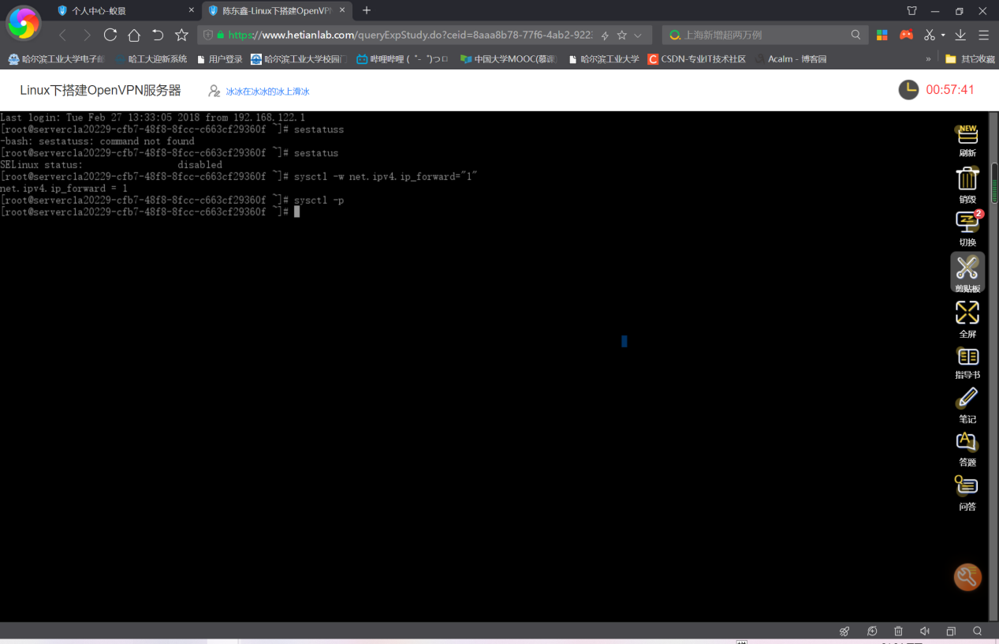 个人中心-蚁景
陈东鑫-Linux下搭建OpenVPN
https://www.hetianlab.com/queryExpStudy.do?ceid=8aaa8b78-77f6-4ab2-922
上海新增超两万例
哈尔滨工业大学电子邮 哈工大迎新系统 用户登录 哈尔滨工业大学校园门 哔哩哔哩 ( ゜- ゜)つロ 中国大学MOOC(慕课 哈尔滨工业大学 CSDN-专业IT技术社区 Acalm - 博客园 » 其它收藏
Linux下搭建OpenVPN服务器 冰冰在冰冰的冰上滑冰 00:57:41
Last login: Tue Feb 27 13:33:05 2018 from 192.168.122.1
[root@serverc1a20229-cfb7-48f8-8fcc-c663cf29360f ~]# sestatuss
-bash: sestatuss: command not found
[root@serverc1a20229-cfb7-48f8-8fcc-c663cf29360f ~]# sestatus
SELinux status: disabled
[root@serverc1a20229-cfb7-48f8-8fcc-c663cf29360f ~]# sysctl -w net.ipv4.ip_forward="1"
net.ipv4.ip_forward = 1
[root@serverc1a20229-cfb7-48f8-8fcc-c663cf29360f ~]# sysctl -p
[root@serverc1a20229-cfb7-48f8-8fcc-c663cf29360f ~]#
NEW
刷新
销毁
2
切换
剪贴板
全屏
指导书
笔记
A
答题
问答